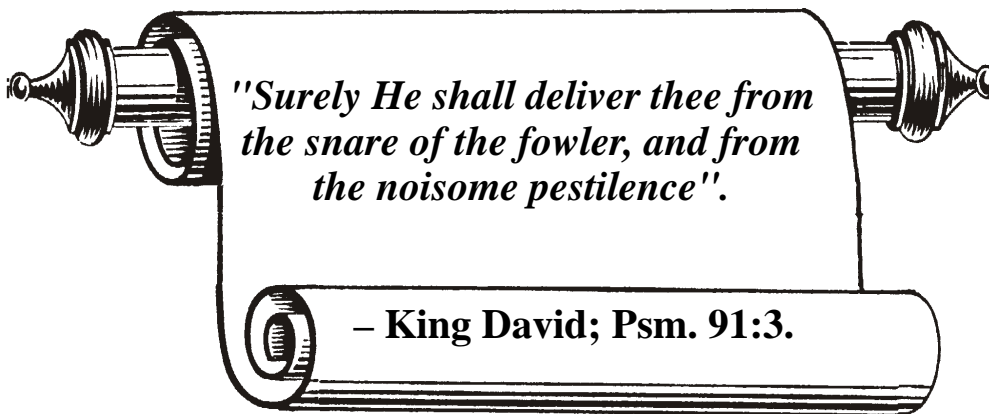 "Surely He shall deliver thee from
the snare of the fowler, and from
the noisome pestilence".
– King David; Psm. 91:3.